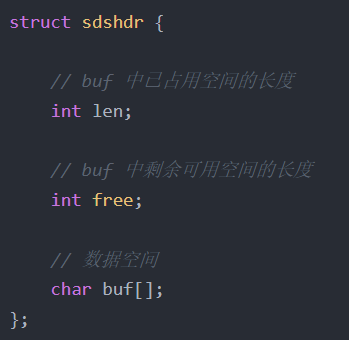 struct sdshdr {
// buf 中已占用空间的长度
int len;
// buf 中剩余可用空间的长度
int free;
// 数据空间
char buf[];
};